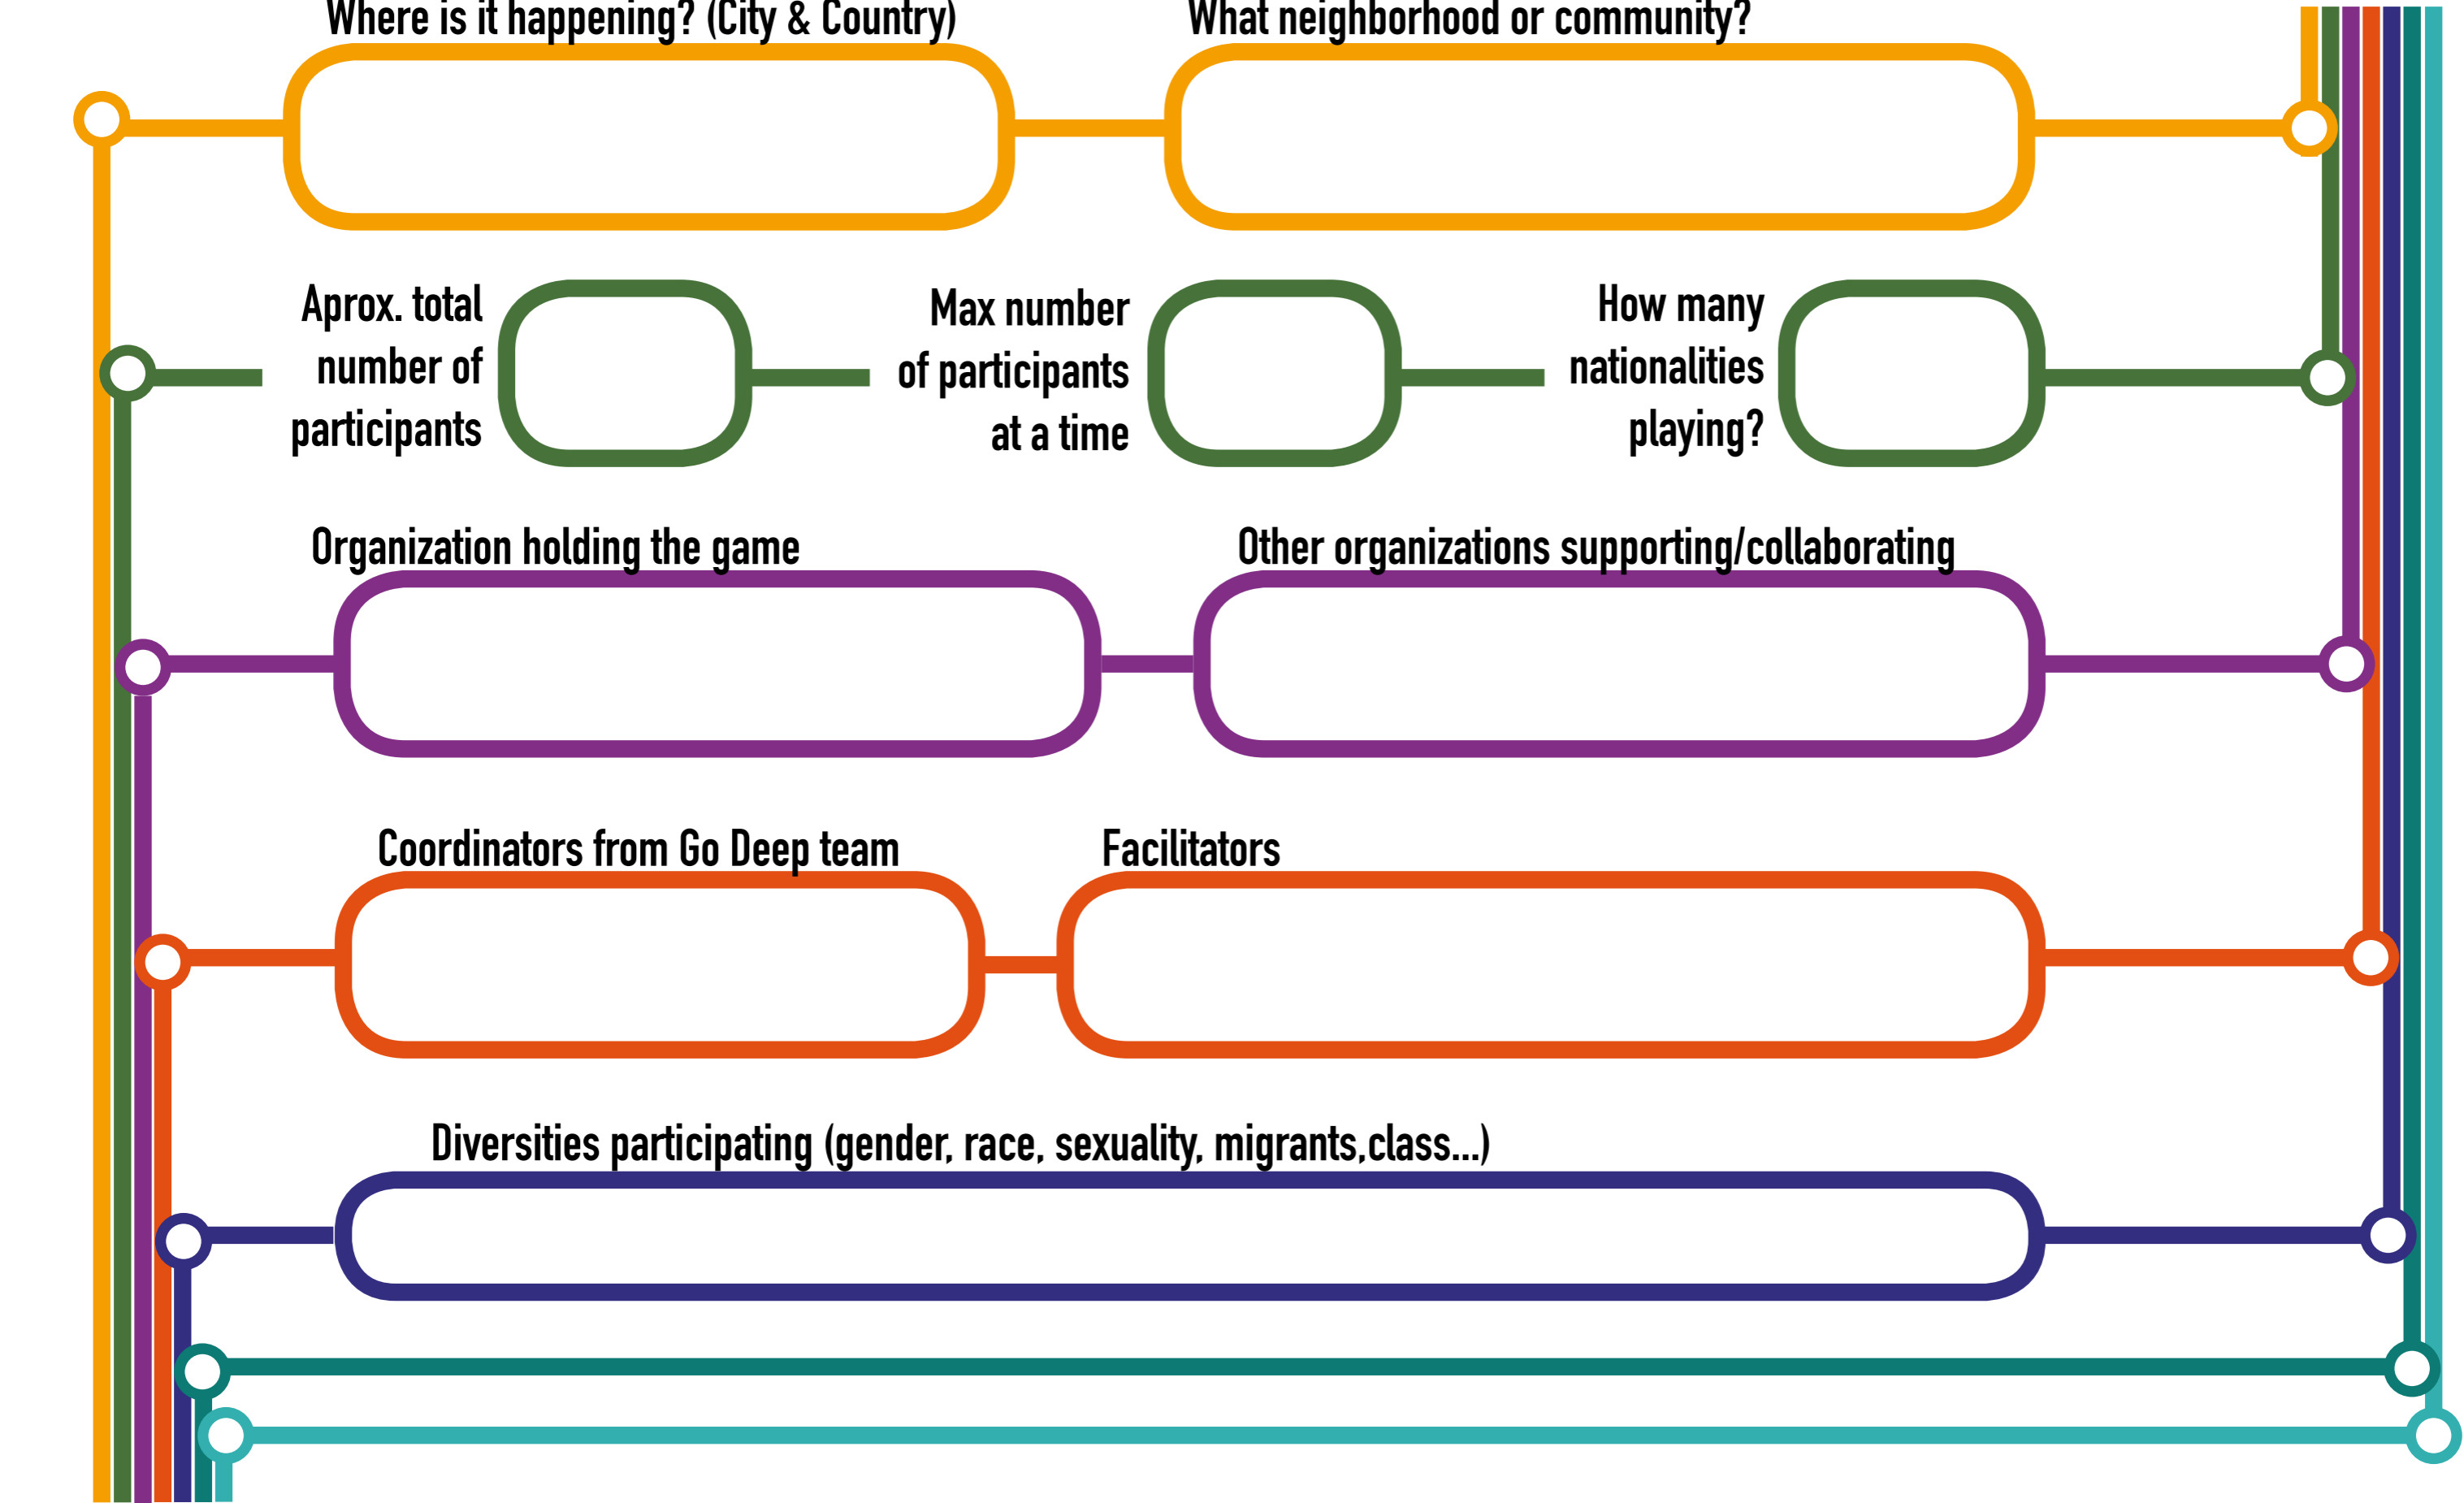 Where is it happening? (City & Country)
What neighborhood or community?
Aprox. total
number of
participants
Max number
of participants
at a time
How many
nationalities
playing?
Organization holding the game
Other organizations supporting/collaborating
Coordinators from Go Deep team
Facilitators
Diversities participating (gender, race, sexuality, migrants,class...)